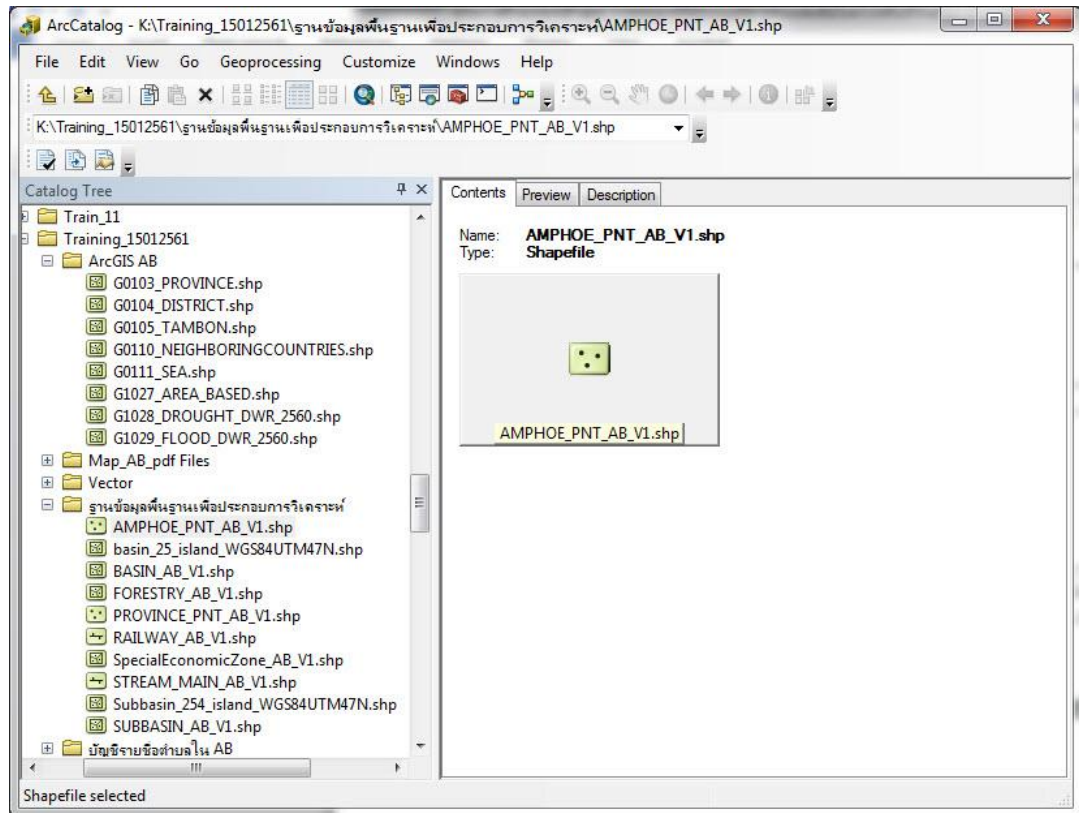 ArcCatalog - K:\Training_15012561\ฐานข้อมูลพื้นฐานเพื่อประกอบการวิเคราะห์\AMPHOE_PNT_AB_V1.shp
File Edit View Go Geoprocessing Customize Windows Help
K:\Training_15012561\ฐานข้อมูลพื้นฐานเพื่อประกอบการวิเคราะห์\AMPHOE_PNT_AB_V1.shp
Catalog Tree
Train_11
Training_15012561
ArcGIS AB
G0103_PROVINCE.shp
G0104_DISTRICT.shp
G0105_TAMBON.shp
G0110_NEIGHBORINGCOUNTRIES.shp
G0111_SEA.shp
G1027_AREA_BASED.shp
G1028_DROUGHT_DWR_2560.shp
G1029_FLOOD_DWR_2560.shp
Map_AB_pdf Files
Vector
ฐานข้อมูลพื้นฐานเพื่อประกอบการวิเคราะห์
AMPHOE_PNT_AB_V1.shp
basin_25_island_WGS84UTM47N.shp
BASIN_AB_V1.shp
FORESTRY_AB_V1.shp
PROVINCE_PNT_AB_V1.shp
RAILWAY_AB_V1.shp
SpecialEconomicZone_AB_V1.shp
STREAM_MAIN_AB_V1.shp
Subbasin_254_island_WGS84UTM47N.shp
SUBBASIN_AB_V1.shp
บัญชีรายชื่อตำบลใน AB
Contents Preview Description
Name: AMPHOE_PNT_AB_V1.shp
Type: Shapefile
AMPHOE_PNT_AB_V1.shp
Shapefile selected